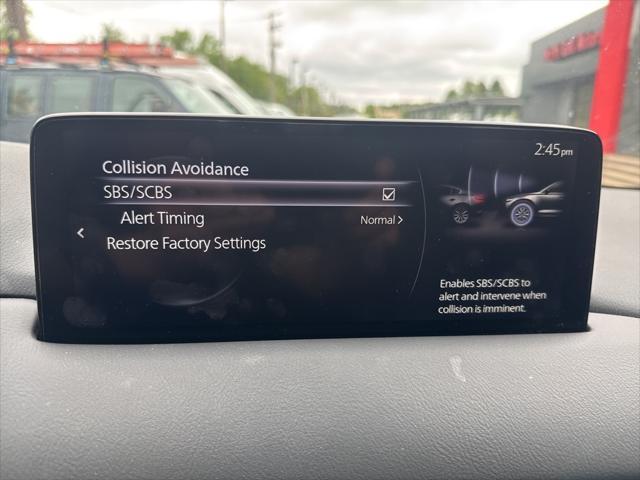 2:45pm
Collision Avoidance
SBS/SCBS
Alert Timing Normal
Restore Factory Settings
Enables SBS/SCBS to
alert and intervene when
collision is imminent.